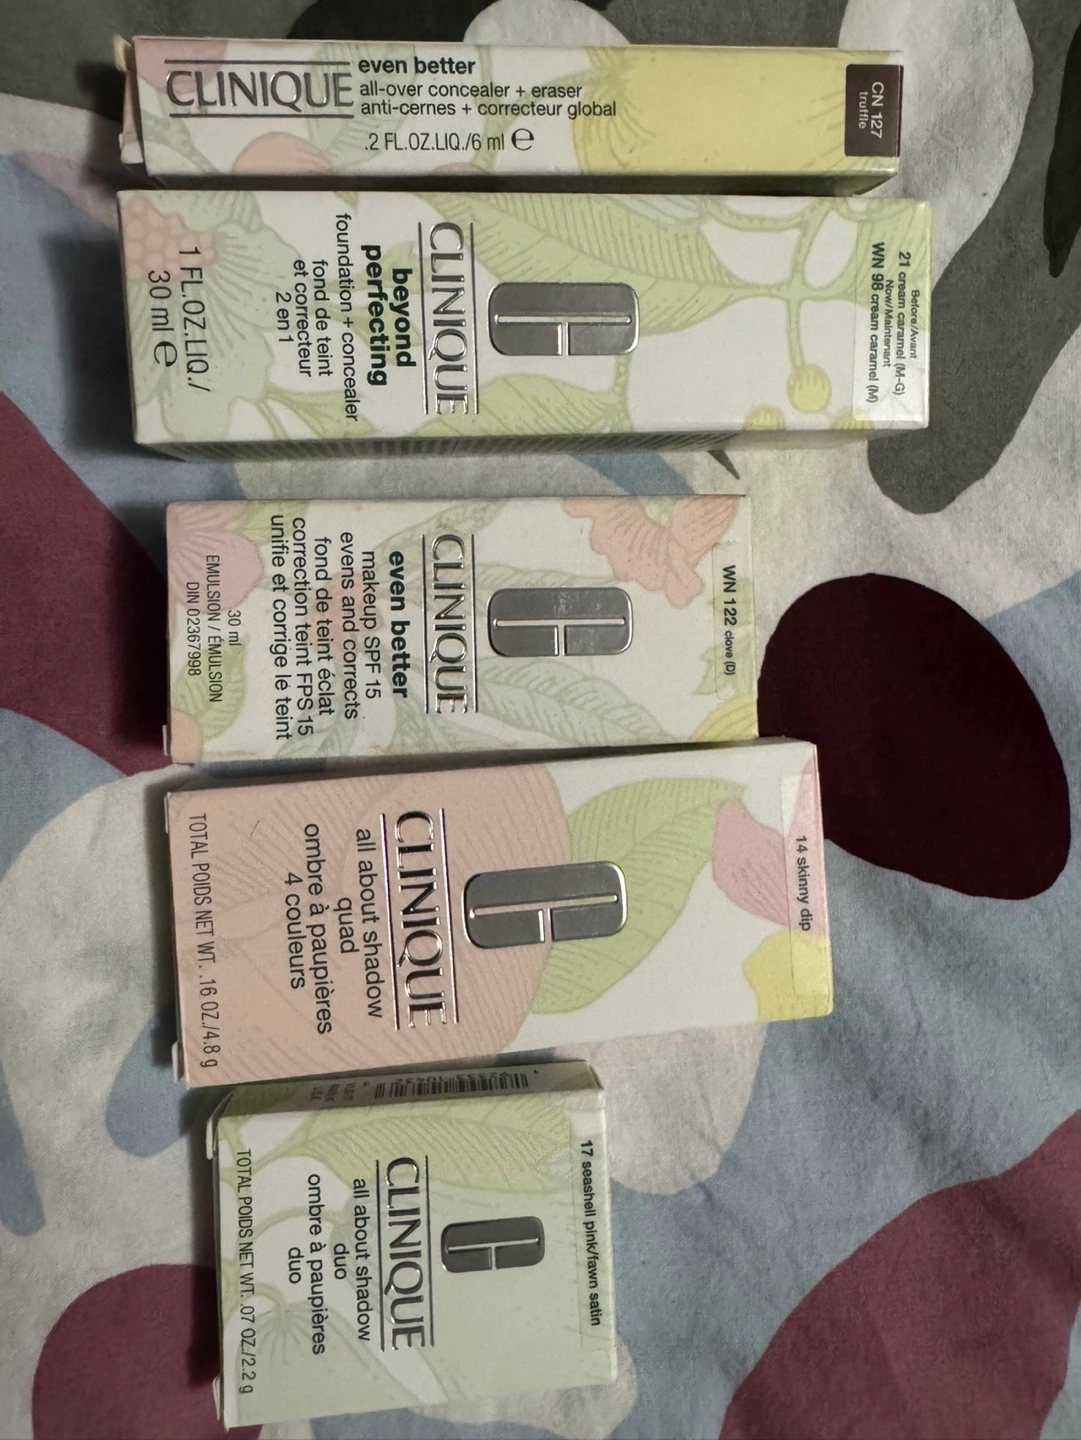 CLINIQUE
even better
all-over concealer + eraser
anti-cernes + correcteur global
.2 FL.OZ.LIQ./6 ml ℮
CN 127
truffle
Before/Avant
21 cream caramel (M-G)
Now/Maintenant
WN 98 cream caramel (M)
CLINIQUE
beyond
perfecting
foundation + concealer
fond de teint
et correcteur
2 en 1
1 FL.OZ.LIQ./
30 ml ℮
WN 122 clove (D)
CLINIQUE
even better
makeup SPF 15
evens and corrects
fond de teint éclat
correction teint FPS 15
unifie et corrige le teint
30 ml
EMULSION / ÉMULSION
DIN 02367998
14 skinny dip
CLINIQUE
all about shadow
quad
ombre à paupières
4 couleurs
TOTAL POIDS NET WT. .16 OZ./4.8 g
17 seashell pink/fawn satin
CLINIQUE
all about shadow
duo
ombre à paupières
duo
TOTAL POIDS NET WT. .07 OZ./2.2 g